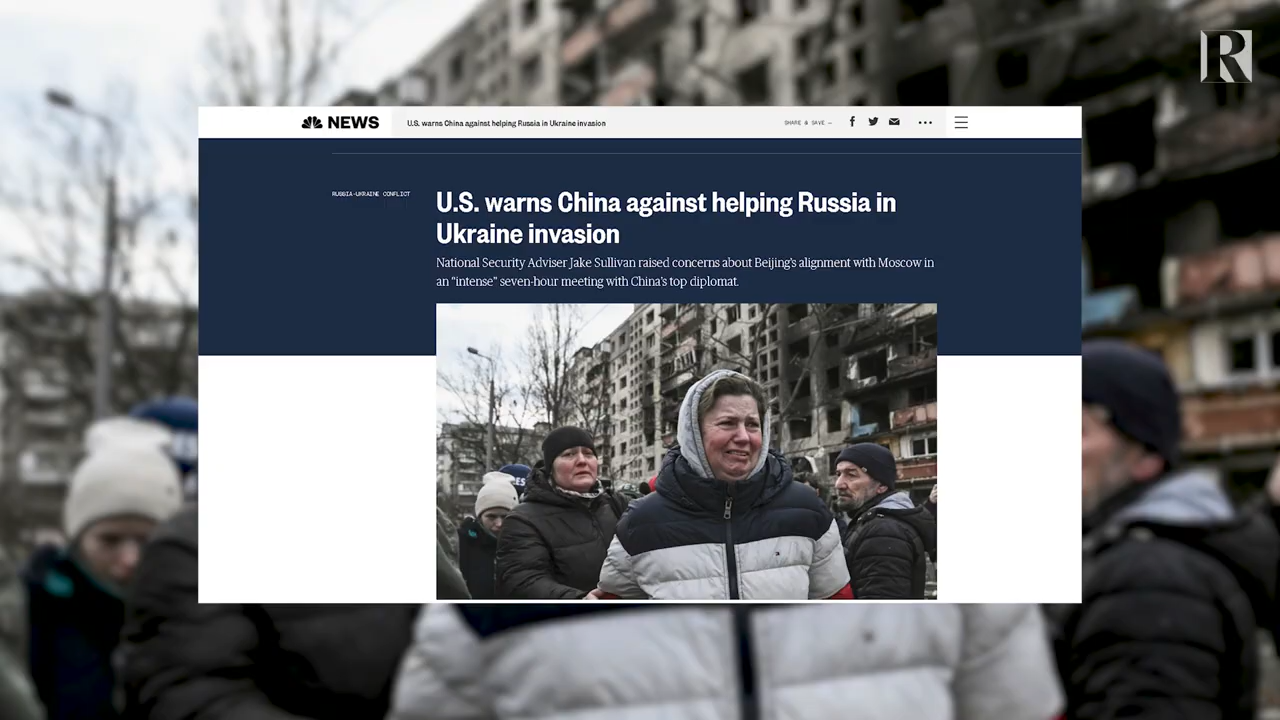 R
NEWS
U.S. warns China against helping Russia in Ukraine invasion
SHARE & SAVE —
RUSSIA-UKRAINE CONFLICT
U.S. warns China against helping Russia in
Ukraine invasion
National Security Adviser Jake Sullivan raised concerns about Beijing's alignment with Moscow in
an “intense” seven-hour meeting with China's top diplomat.